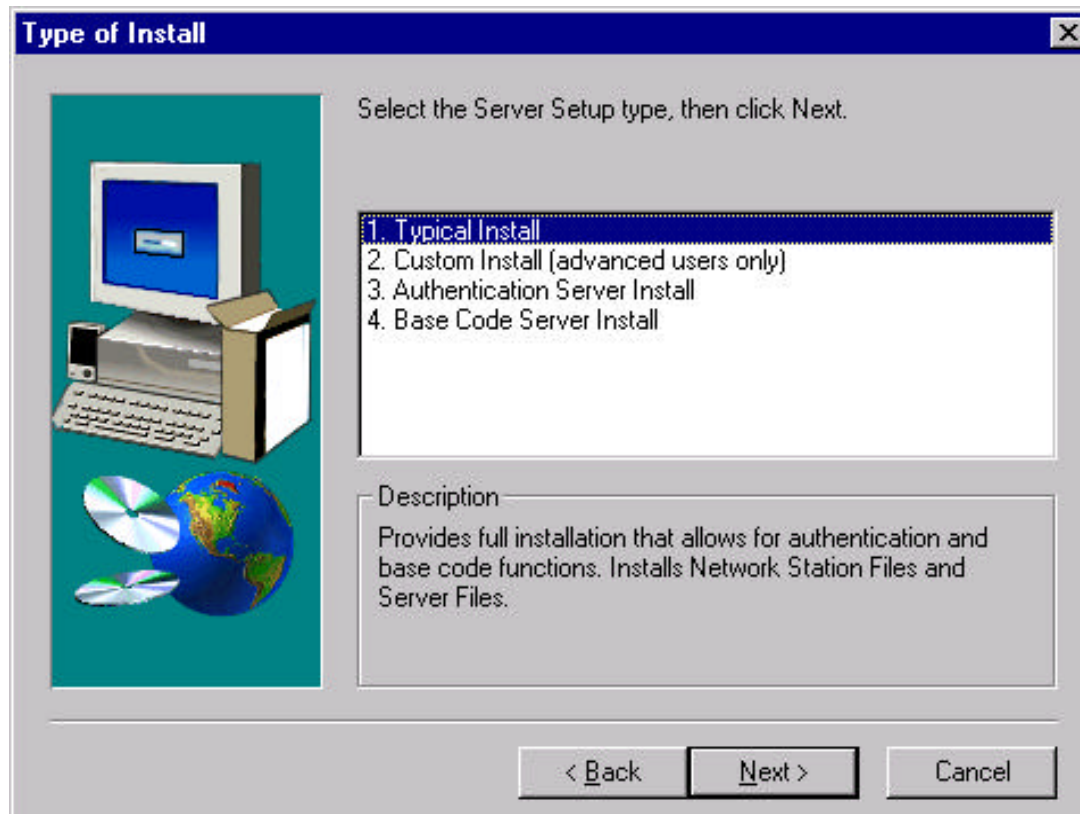 Type of Install
Select the Server Setup type, then click Next.
1. Typical Install
2. Custom Install (advanced users only)
3. Authentication Server Install
4. Base Code Server Install
Description
Provides full installation that allows for authentication and
base code functions. Installs Network Station Files and
Server Files.
< Back
Next >
Cancel